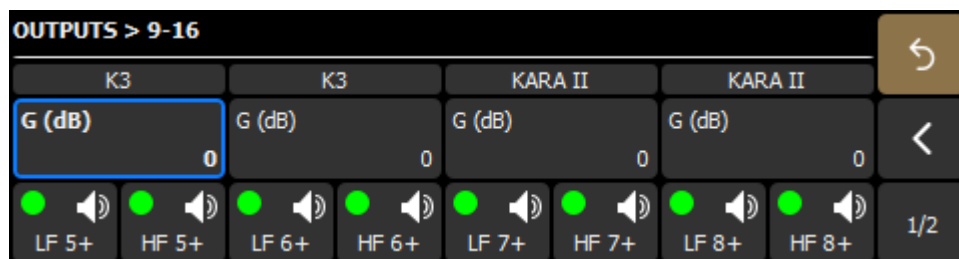 OUTPUTS > 9-16
K3 K3 KARA II KARA II
G (dB) G (dB) G (dB) G (dB)
0 0 0 0
LF 5+ HF 5+ LF 6+ HF 6+ LF 7+ HF 7+ LF 8+ HF 8+
1/2